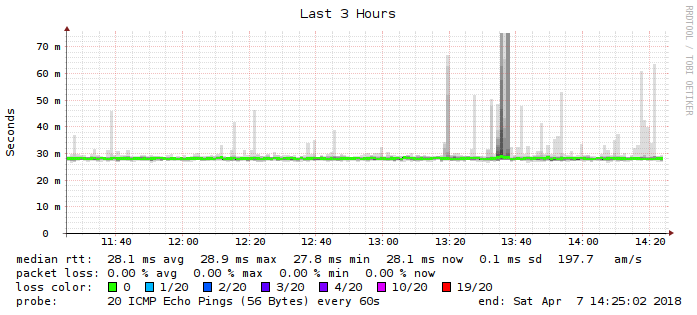 Last 3 Hours
RRDTOOL / TOBI OETIKER
Seconds
70 m
60 m
50 m
40 m
30 m
20 m
10 m
0
11:40 12:00 12:20 12:40 13:00 13:20 13:40 14:00 14:20
median rtt: 28.1 ms avg 28.9 ms max 27.8 ms min 28.1 ms now 0.1 ms sd 197.7 am/s
packet loss: 0.00 % avg 0.00 % max 0.00 % min 0.00 % now
loss color: 0 1/20 2/20 3/20 4/20 10/20 19/20
probe: 20 ICMP Echo Pings (56 Bytes) every 60s end: Sat Apr 7 14:25:02 2018